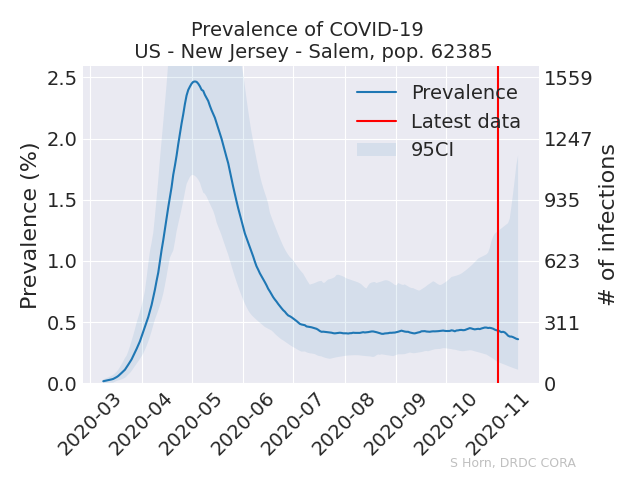 Prevalence of COVID-19
US - New Jersey - Salem, pop. 62385
Prevalence (%)
2.5
2.0
1.5
1.0
0.5
0.0
Prevalence
Latest data
95CI
1559
1247
935
623
311
0
# of infections
2020-03
2020-04
2020-05
2020-06
2020-07
2020-08
2020-09
2020-10
2020-11
S Horn, DRDC CORA